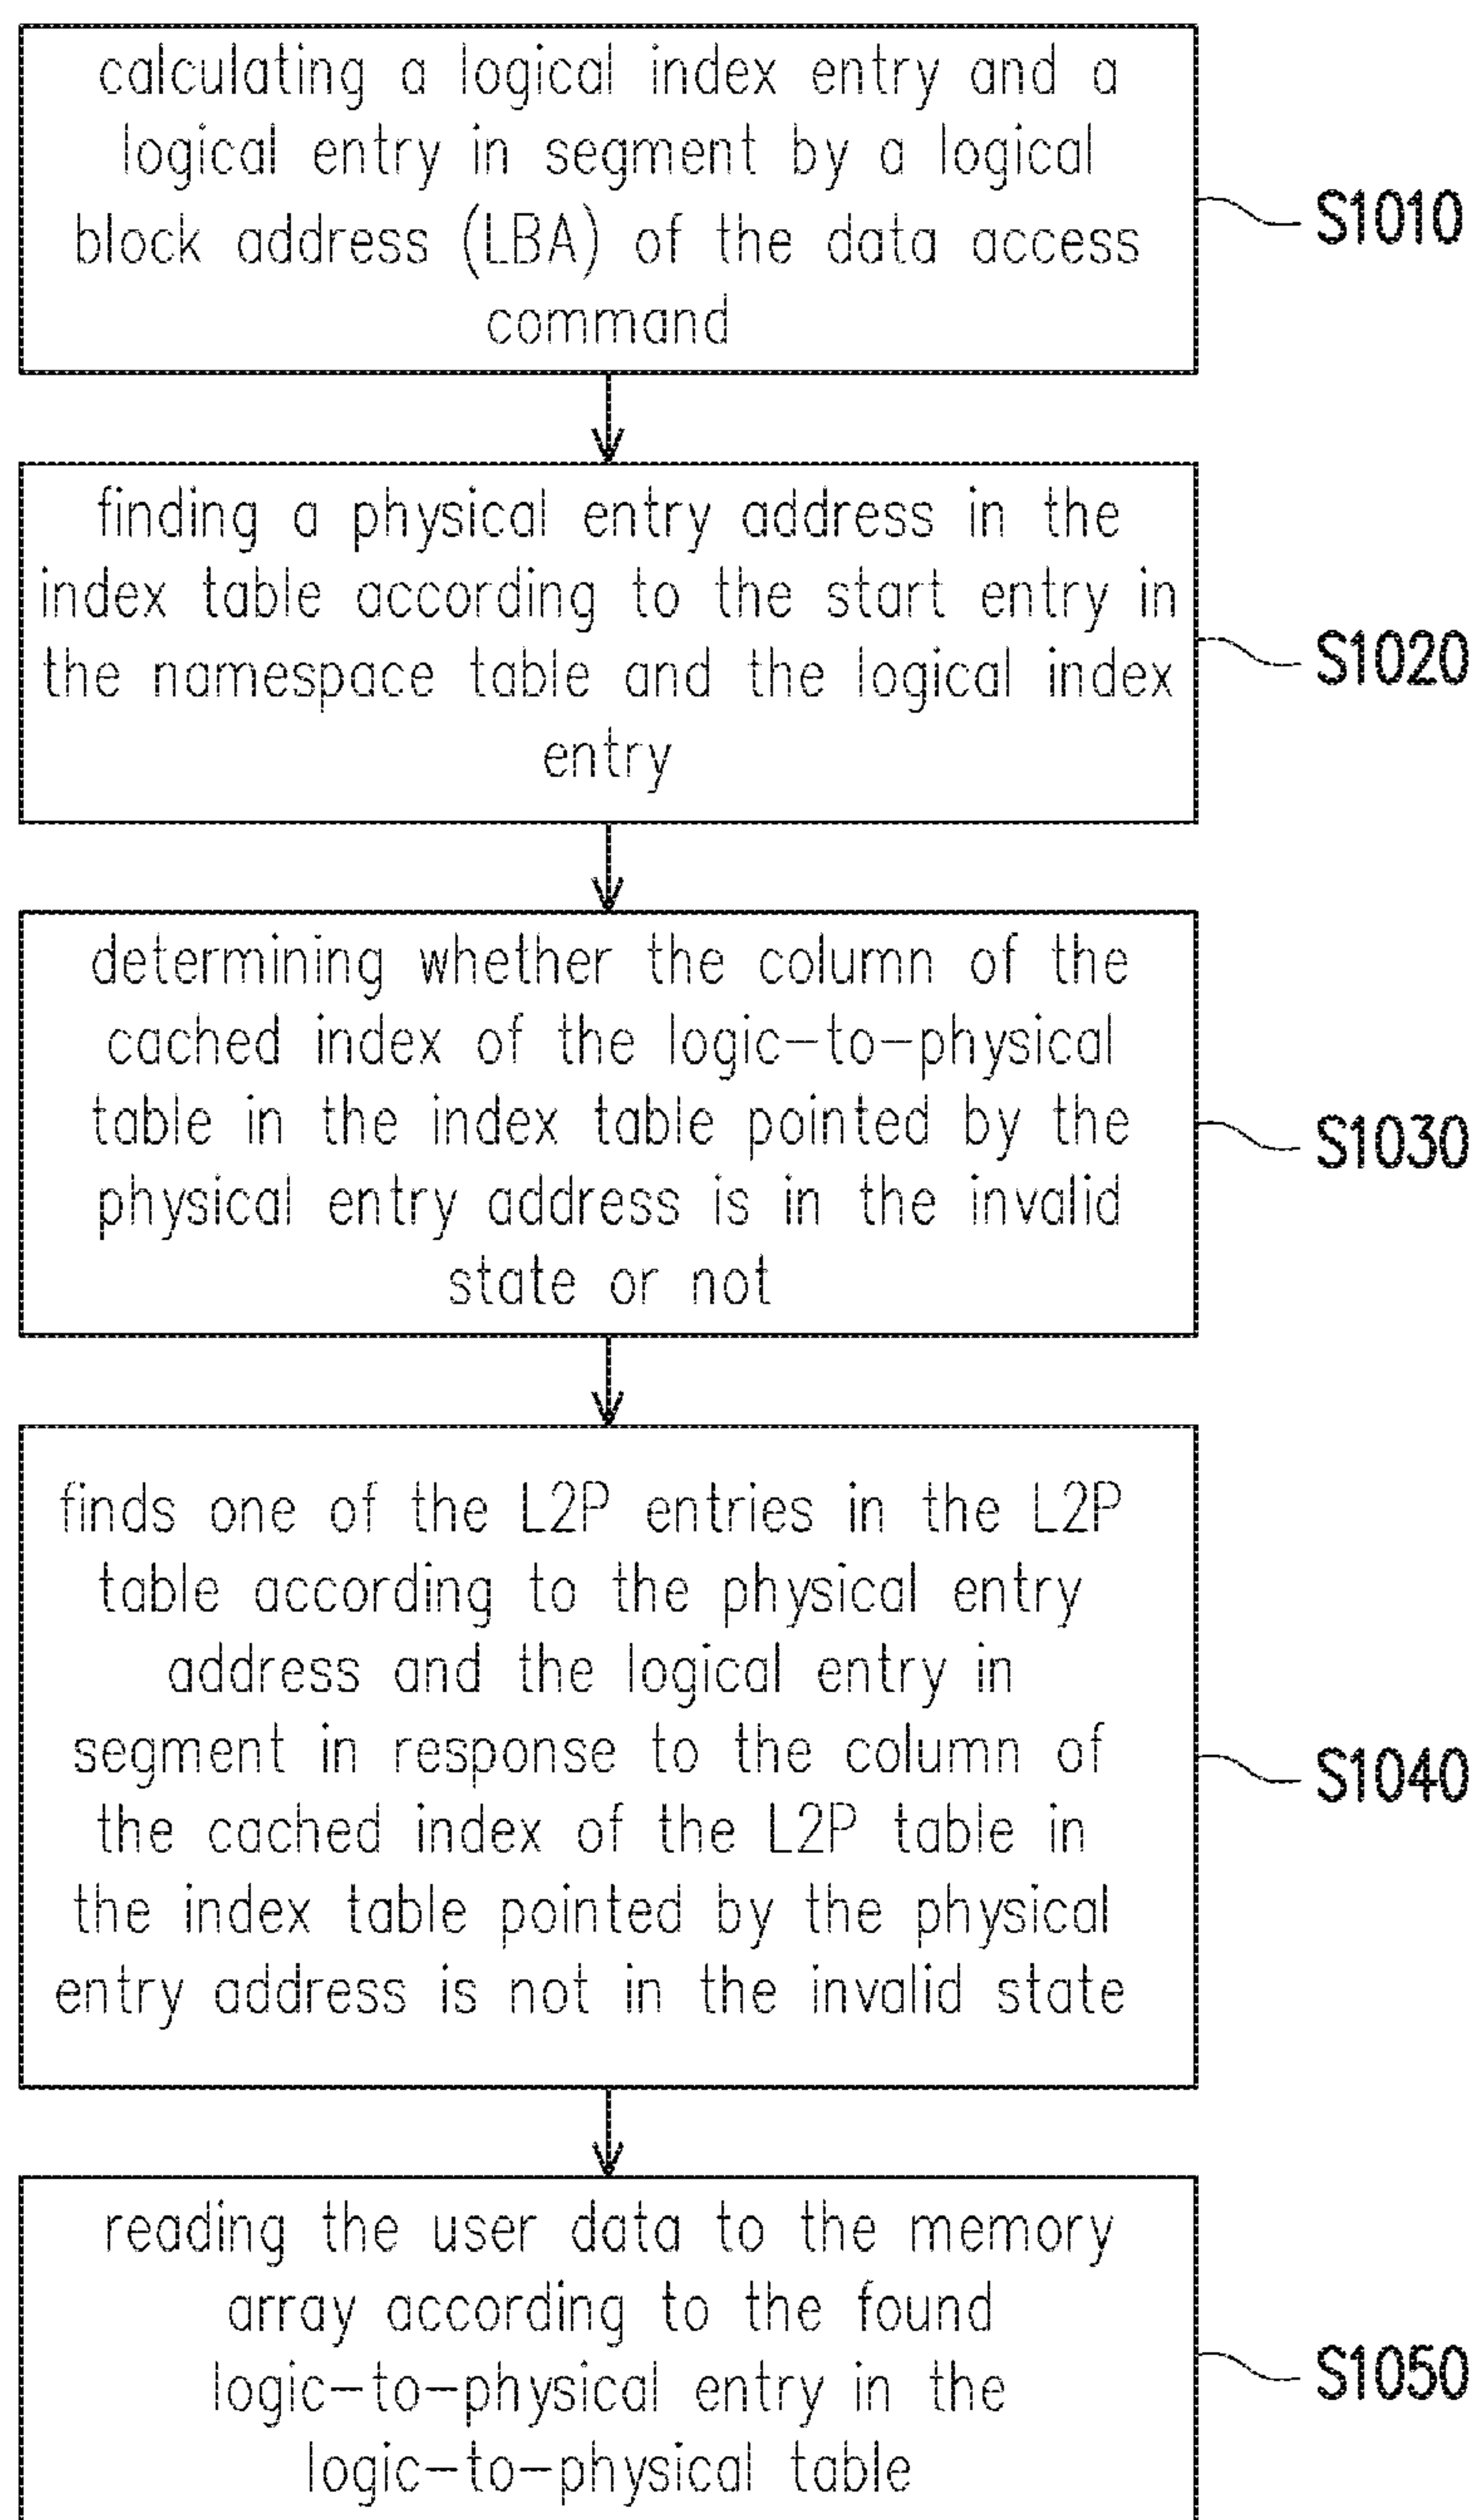 calculating a logical index entry and a
logical entry in segment by a logical
block address (LBA) of the data access
command
S1010
finding a physical entry address in the
index table according to the start entry in
the namespace table and the logical index
entry
S1020
determining whether the column of the
cached index of the logic-to-physical
table in the index table pointed by the
physical entry address is in the invalid
state or not
S1030
finds one of the L2P entries in the L2P
table according to the physical entry
address and the logical entry in
segment in response to the column of
the cached index of the L2P table in
the index table pointed by the physical
entry address is not in the invalid state
S1040
reading the user data to the memory
array according to the found
logic-to-physical entry in the
logic-to-physical table
S1050